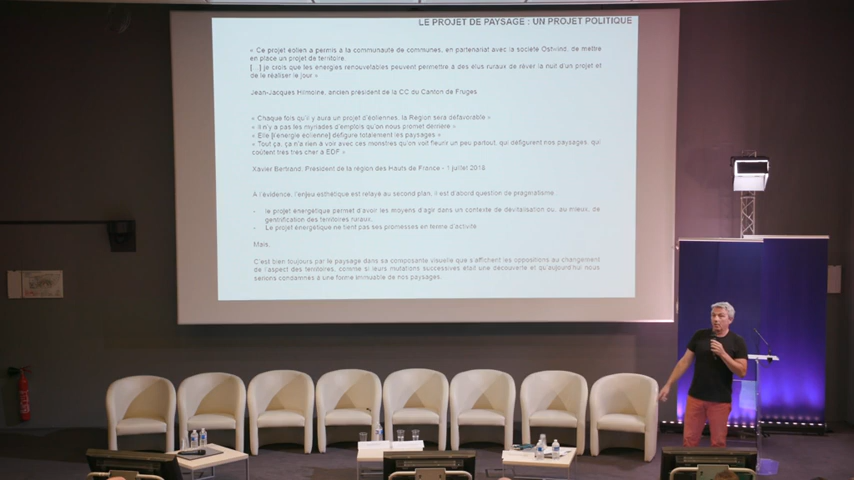 LE PROJET DE PAYSAGE : UN PROJET POLITIQUE
« Ce projet éolien a permis à la communauté de communes, en partenariat avec la société Ostwind, de mettre
en place un projet de territoire.
[...] je crois que les énergies renouvelables peuvent permettre à des élus ruraux de rêver la nuit d'un projet et
de le réaliser le jour »
Jean-Jacques Hilmoine, ancien président de la CC du Canton de Fruges
« Chaque fois qu'il y aura un projet d'éoliennes, la Région sera défavorable »
« Il n'y a pas les myriades d'emplois qu'on nous promet derrière »
« Elle [l'énergie éolienne] défigure totalement les paysages »
« Tout ça, ça n'a rien à voir avec ces monstres qu'on voit fleurir un peu partout, qui défigurent nos paysages, qui
coûtent très très cher à EDF »
Xavier Bertrand, Président de la région des Hauts de France - 1 juillet 2018
A l'évidence, l'enjeu esthétique est relayé au second plan, il est d'abord question de pragmatisme :
- le projet énergétique permet d'avoir les moyens d'agir dans un contexte de dévitalisation ou, au mieux, de
gentrification des territoires ruraux.
- Le projet énergétique ne tient pas ses promesses en terme d'activité
Mais,
C'est bien toujours par le paysage dans sa composante visuelle que s'affichent les oppositions au changement
de l'aspect des territoires, comme si leurs mutations successives était une découverte et qu'aujourd'hui nous
serions condamnés à une forme immuable de nos paysages.